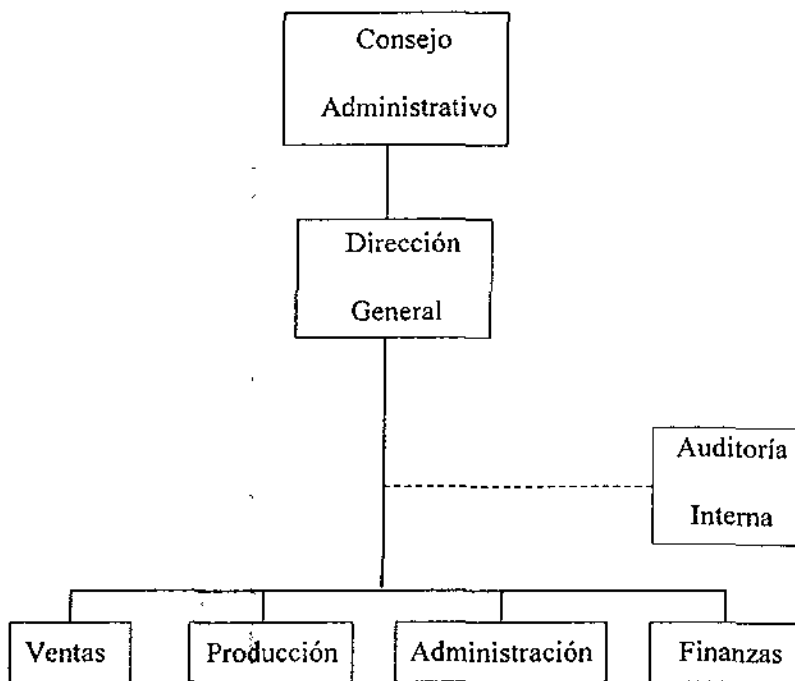 Consejo
Administrativo
Dirección
General
Auditoría
Interna
Ventas
Producción
Administración
Finanzas